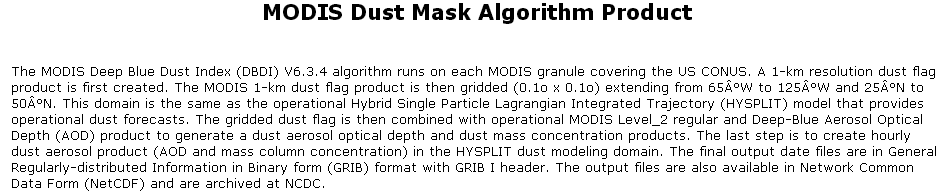 MODIS Dust Mask Algorithm Product
The MODIS Deep Blue Dust Index (DBDI) V6.3.4 algorithm runs on each MODIS granule covering the US CONUS. A 1-km resolution dust flag
product is first created. The MODIS 1-km dust flag product is then gridded (0.1o x 0.1o) extending from 65ÂºW to 125ÂºW and 25ÂºN to
50ÂºN. This domain is the same as the operational Hybrid Single Particle Lagrangian Integrated Trajectory (HYSPLIT) model that provides
operational dust forecasts. The gridded dust flag is then combined with operational MODIS Level_2 regular and Deep-Blue Aerosol Optical
Depth (AOD) product to generate a dust aerosol optical depth and dust mass concentration products. The last step is to create hourly
dust aerosol product (AOD and mass column concentration) in the HYSPLIT dust modeling domain. The final output date files are in General
Regularly-distributed Information in Binary form (GRIB) format with GRIB I header. The output files are also available in Network Common
Data Form (NetCDF) and are archived at NCDC.